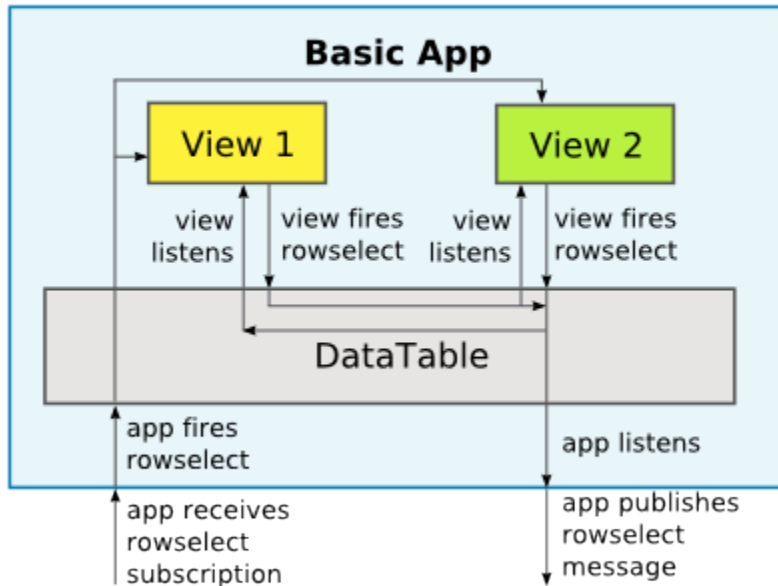 Basic App
View 1
View 2
view
listens
view fires
rowselect
view
listens
view fires
rowselect
DataTable
app fires
rowselect
app listens
app receives
rowselect
subscription
app publishes
rowselect
message